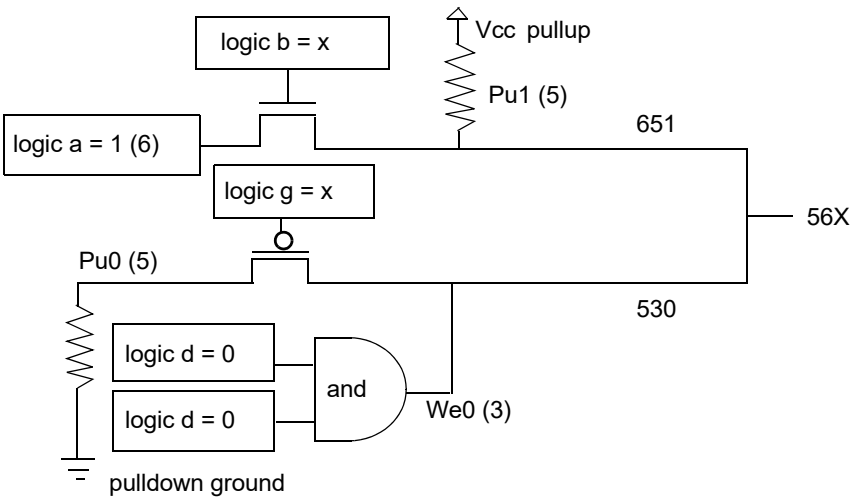 logic b = x
Vcc pullup
Pu1 (5)
651
logic a = 1 (6)
logic g = x
56X
Pu0 (5)
530
logic d = 0
and
We0 (3)
logic d = 0
pulldown ground